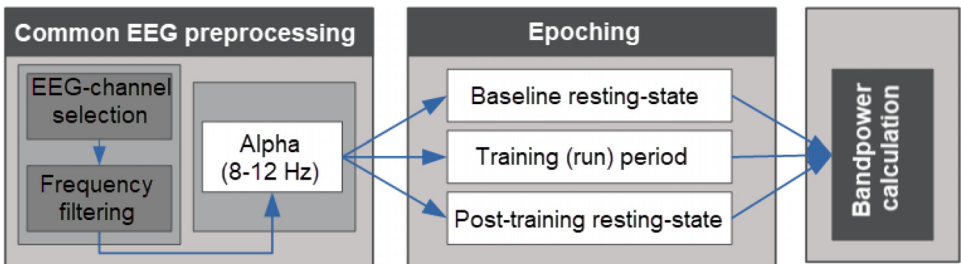 Common EEG preprocessing
EEG-channel
selection
Frequency
filtering
Alpha
(8-12 Hz)
Epoching
Baseline resting-state
Training (run) period
Post-training resting-state
Bandpower
calculation